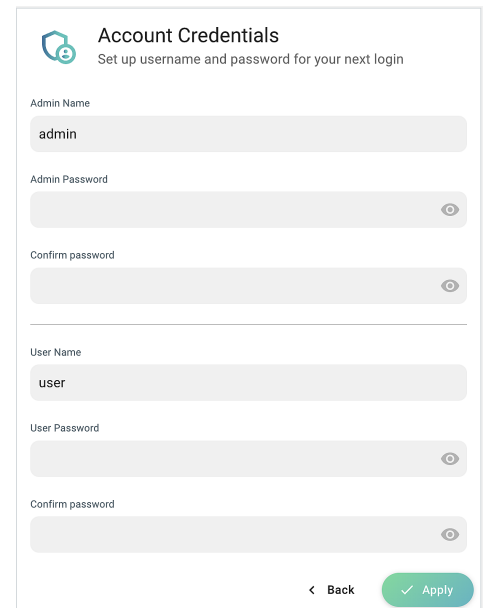 Account Credentials
Set up username and password for your next login
Admin Name
admin
Admin Password
Confirm password
User Name
user
User Password
Confirm password
Back
Apply